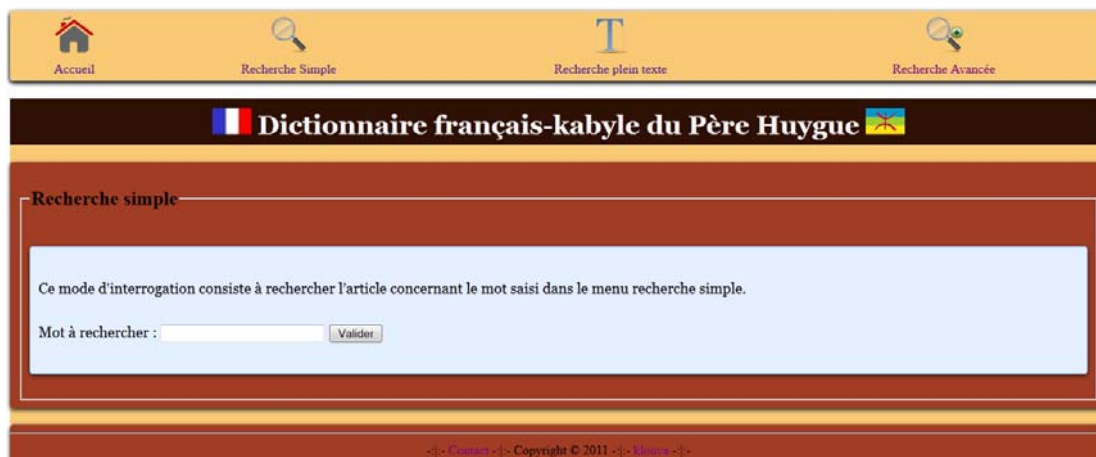 Accueil Recherche Simple Recherche plein texte Recherche Avancée
Dictionnaire français-kabyle du Père Huygue
Recherche simple
Ce mode d'interrogation consiste à rechercher l'article concernant le mot saisi dans le menu recherche simple.
Mot à rechercher : Valider
-:|:- Contact -:|:- Copyright © 2011 -:|:- -:|:-